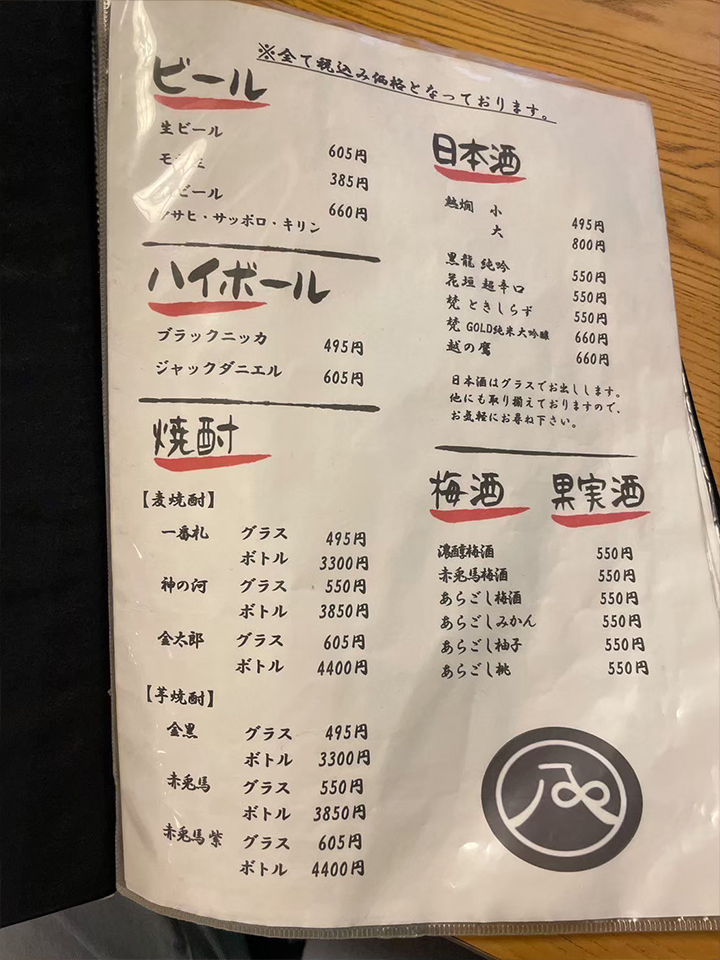 ※全て税込み価格となっております。
ビール
生ビール 605円
385円
ビール 660円
サヒ・サッポロ・キリン
ハイボール
ブラックニッカ 495円
ジャックダニエル 605円
焼酎
【麦焼酎】
一番札 グラス 495円
ボトル 3300円
神の河 グラス 550円
ボトル 3850円
金太郎 グラス 605円
ボトル 4400円
【芋焼酎】
金黒 グラス 495円
ボトル 3300円
赤兎馬 グラス 550円
ボトル 3850円
赤兎馬 紫 グラス 605円
ボトル 4400円
日本酒
熱燗 小 495円
大 800円
黒龍 純吟 550円
花垣 超辛口 550円
梵 ときしらず 550円
梵 GOLD純米大吟醸 660円
越の鷹 660円
日本酒はグラスでお出しします。
他にも取り揃えておりますので、
お気軽にお尋ね下さい。
梅酒 果実酒
濃醇梅酒 550円
赤兎馬梅酒 550円
あらごし梅酒 550円
あらごしみかん 550円
あらごし柚子 550円
あらごし桃 550円